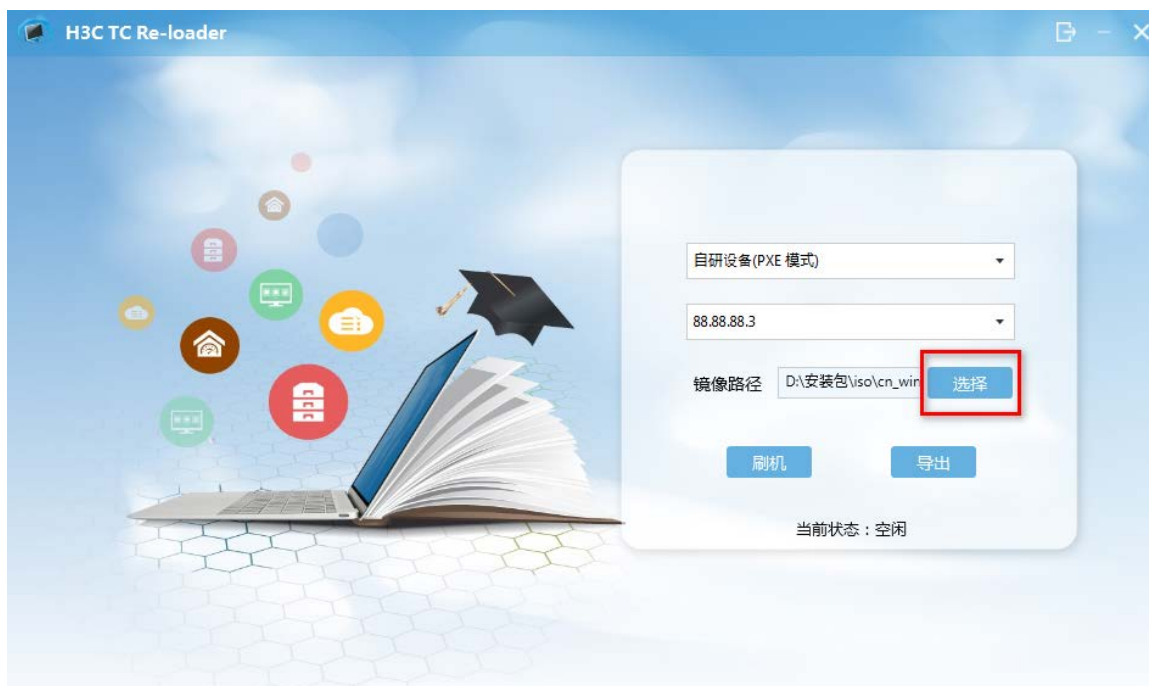 H3C TC Re-loader
自研设备(PXE 模式)
88.88.88.3
镜像路径 D:\安装包\iso\cn_win 选择
刷机 导出
当前状态：空闲